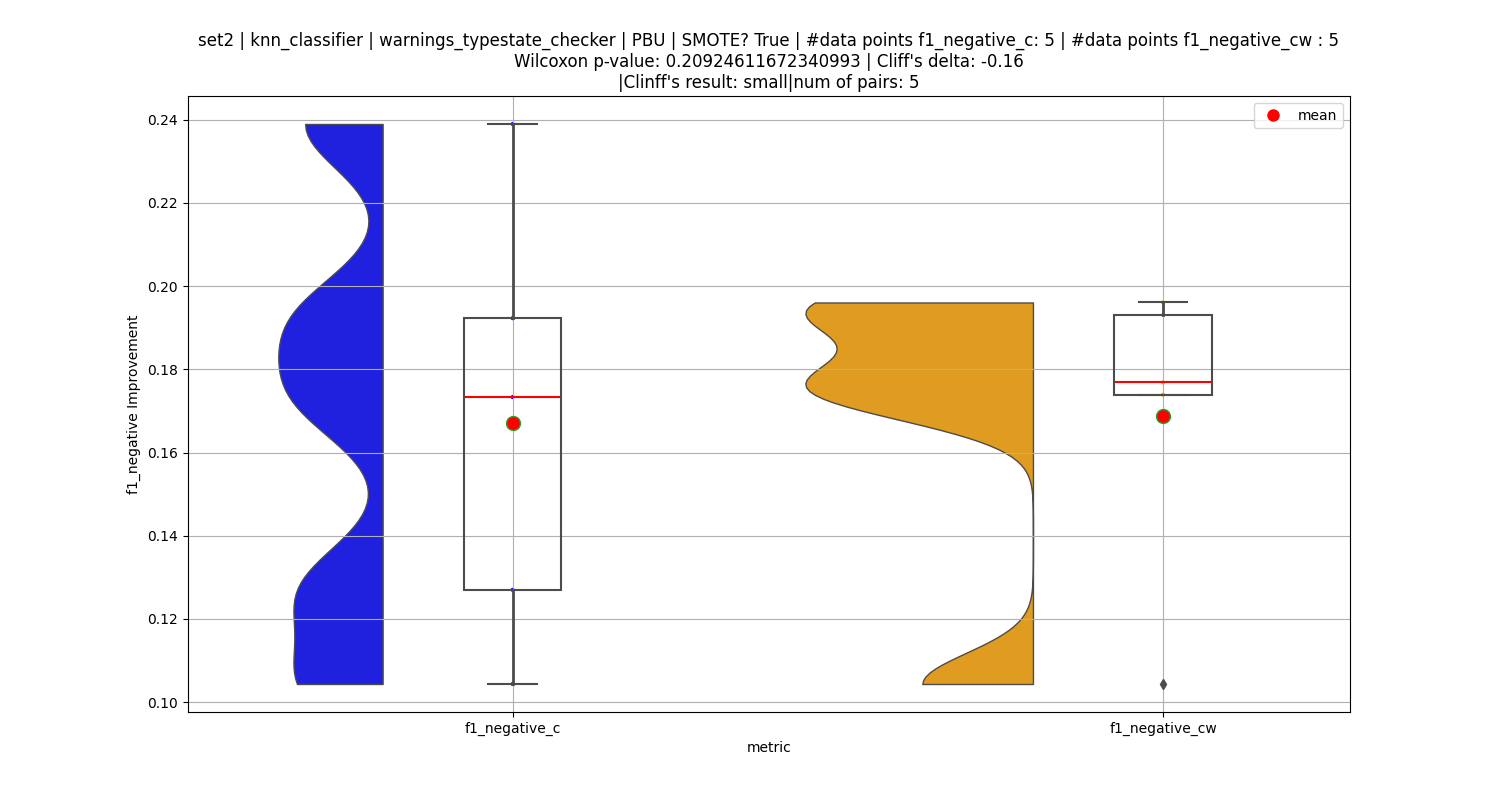 set2 | knn_classifier | warnings_typestate_checker | PBU | SMOTE? True | #data points f1_negative_c: 5 | #data points f1_negative_cw : 5
Wilcoxon p-value: 0.20924611672340993 | Cliff's delta: -0.16
|Clinff's result: small|num of pairs: 5
mean
0.24
0.22
0.20
0.18
0.16
0.14
0.12
0.10
f1_negative Improvement
f1_negative_c
f1_negative_cw
metric